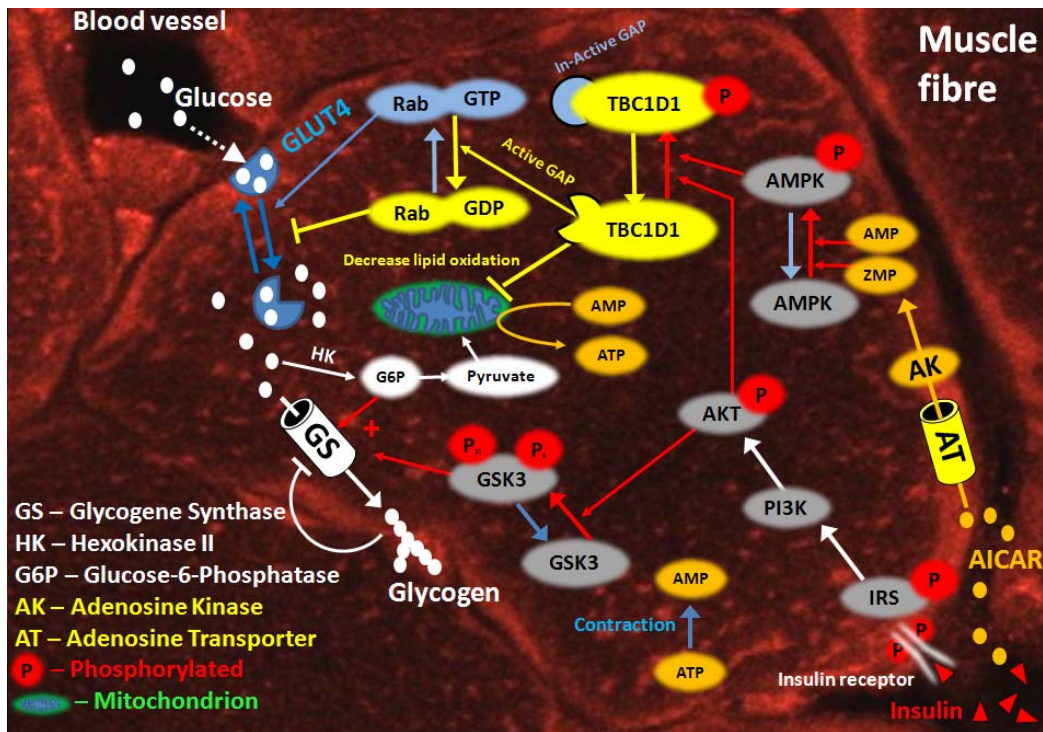 Blood vessel
Glucose
GLUT4
Rab
GTP
In-Active GAP
TBC1D1
P
Muscle
fibre
P
AMPK
Active GAP
Rab
GDP
TBC1D1
AMP
ZMP
AMPK
Decrease lipid oxidation
AMP
ATP
HK
G6P
Pyruvate
AK
AKT
P
+
GS
P
P
GSK3
AT
PI3K
GSK3
AICAR
AMP
Contraction
ATP
IRS
P
P
P
Insulin receptor
Insulin
Glycogen
GS – Glycogene Synthase
HK – Hexokinase II
G6P – Glucose-6-Phosphatase
AK – Adenosine Kinase
AT – Adenosine Transporter
P – Phosphorylated
– Mitochondrion